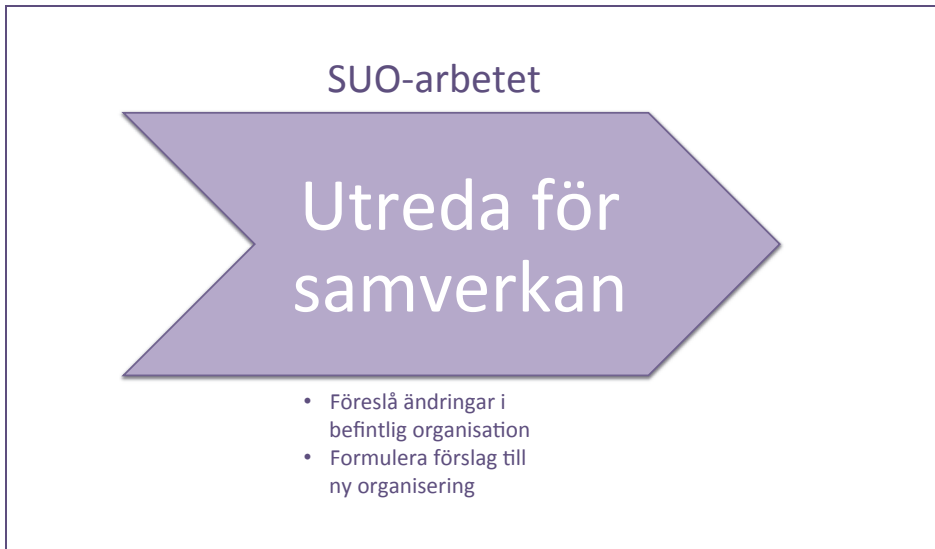 SUO-arbetet
Utreda för
samverkan
• Föreslå ändringar i
befintlig organisation
• Formulera förslag till
ny organisering